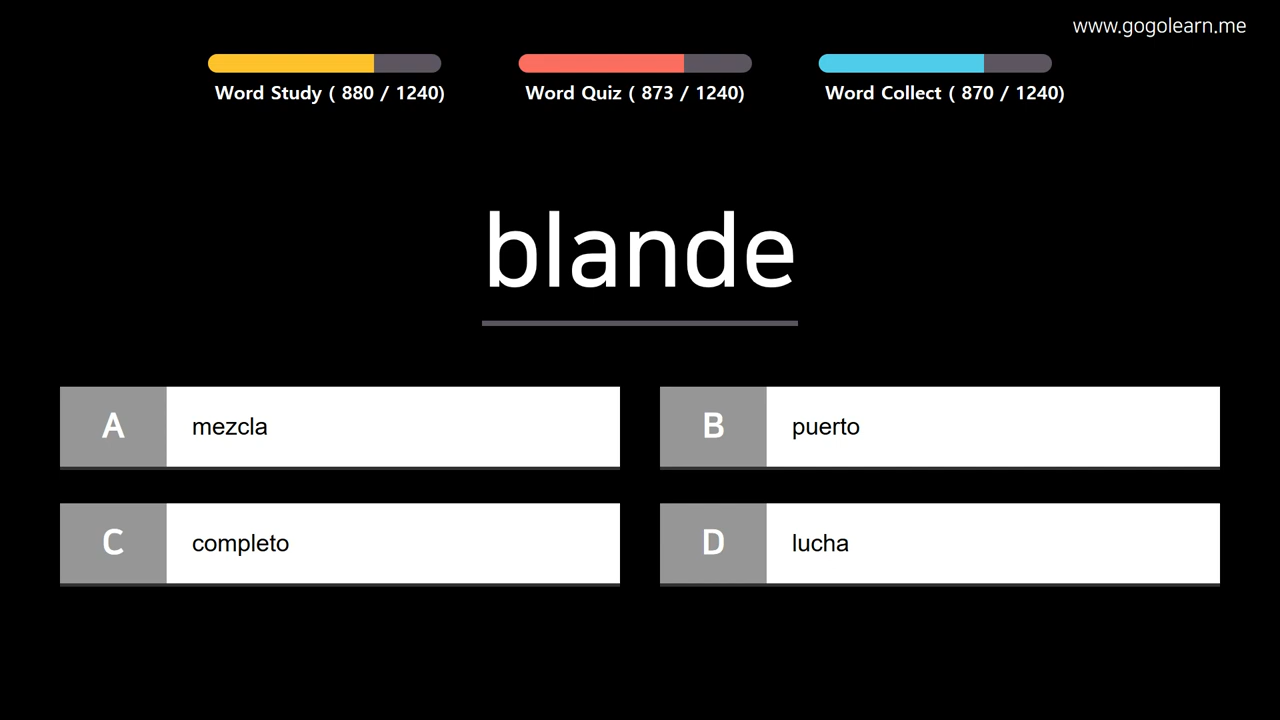 www.gogolearn.me
Word Study ( 880 / 1240)
Word Quiz ( 873 / 1240)
Word Collect ( 870 / 1240)
blande
A mezcla
B puerto
C completo
D lucha